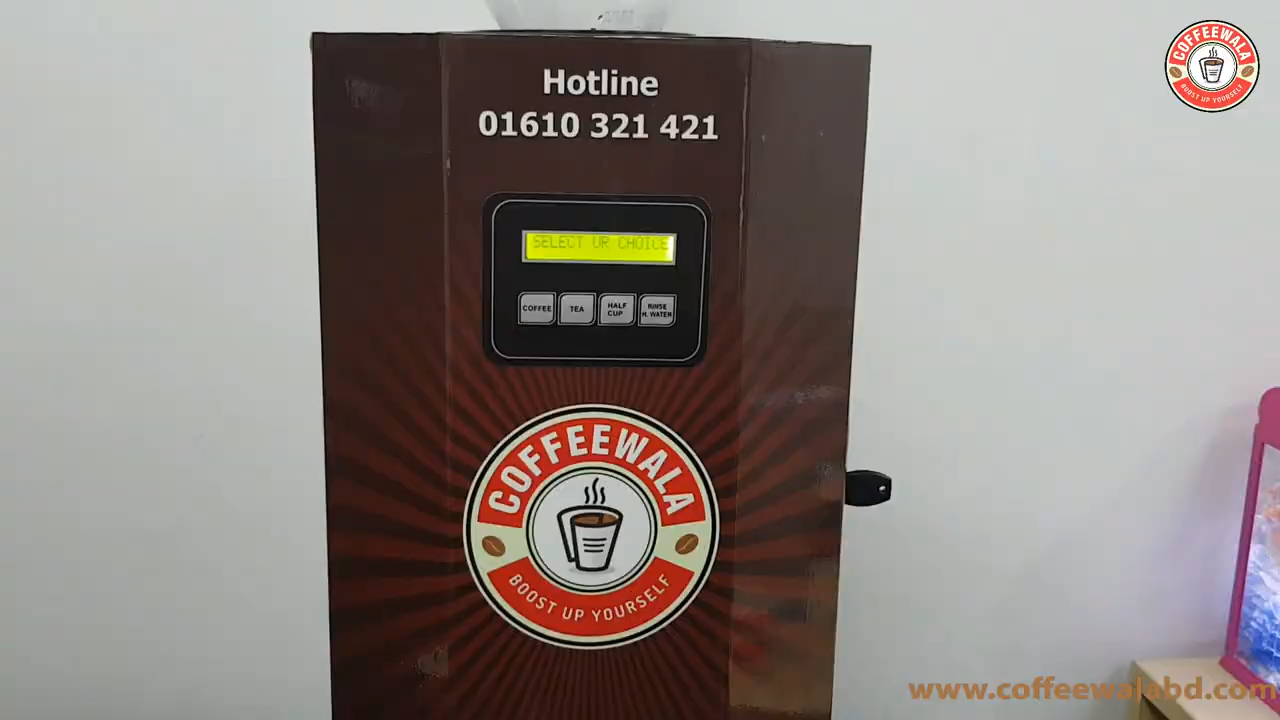 Hotline
01610 321 421
SELECT UR CHOICE
COFFEE
TEA
HALF
CUP
RINSE
H. WATER
COFFEEWALA
BOOST UP YOURSELF
COFFEEWALA
BOOST UP YOURSELF
www.coffeewalabd.com